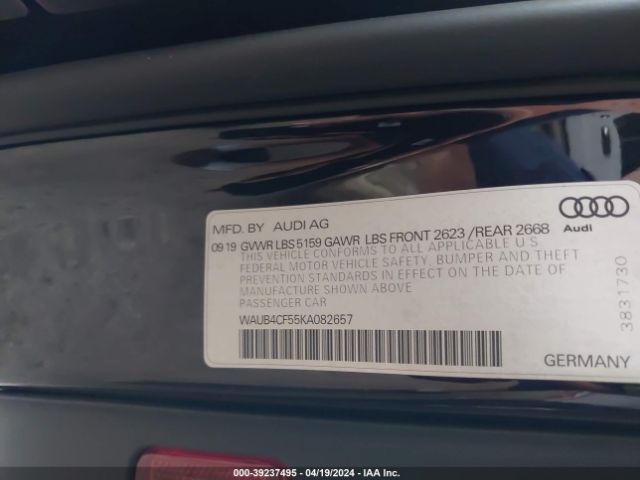 MFD. BY AUDI AG
Audi
09 19 GVWR LBS 5159 GAWR LBS FRONT 2623 / REAR 2668
THIS VEHICLE CONFORMS TO ALL APPLICABLE U S
FEDERAL MOTOR VEHICLE SAFETY, BUMPER AND THEFT
PREVENTION STANDARDS IN EFFECT ON THE DATE OF
MANUFACTURE SHOWN ABOVE
PASSENGER CAR
WAUB4CF55KA082657
GERMANY
3831730
000-39237495 - 04/19/2024 - IAA Inc.